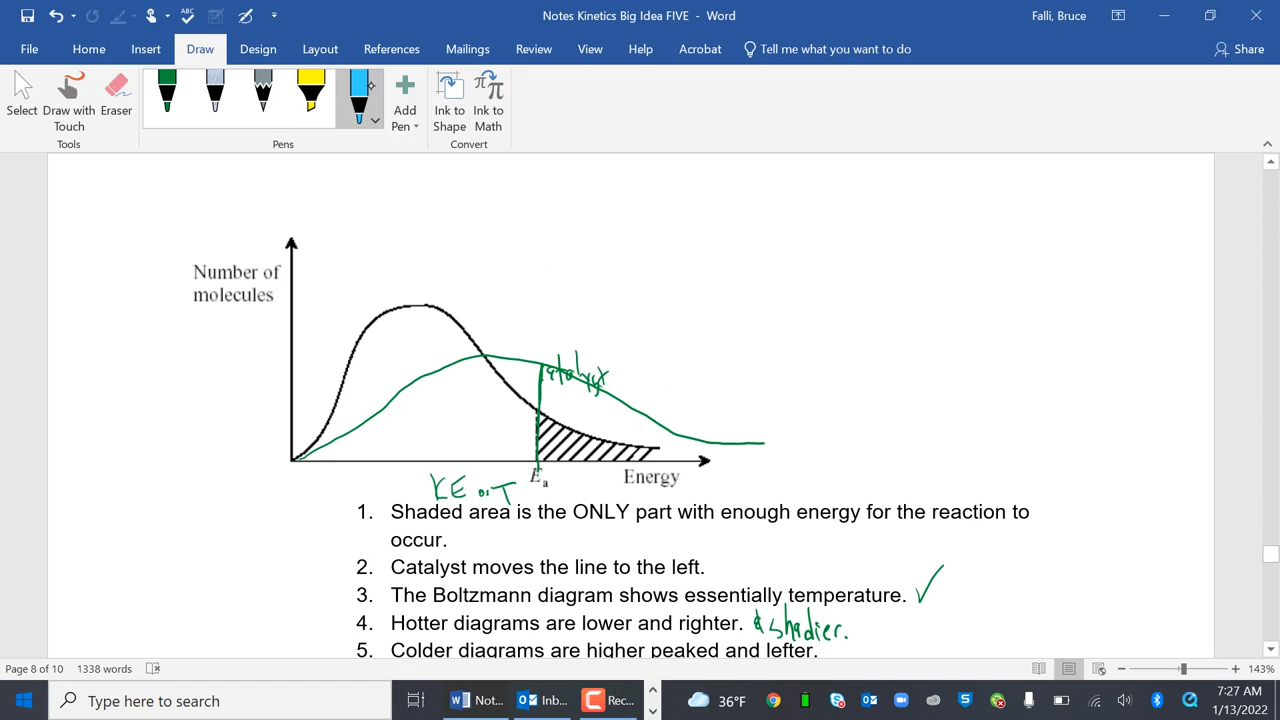 Notes Kinetics Big Idea FIVE - Word
Falli, Bruce
File Home Insert Draw Design Layout References Mailings Review View Help Acrobat Tell me what you want to do Share
Select Draw with Touch Eraser Add Pen Ink to Shape Ink to Math
Tools Pens Convert
Number of
molecules
catalyst
Ea Energy
KE or T
1. Shaded area is the ONLY part with enough energy for the reaction to
occur.
2. Catalyst moves the line to the left.
3. The Boltzmann diagram shows essentially temperature. ✓
4. Hotter diagrams are lower and righter. & shadier.
5. Colder diagrams are higher peaked and lefter.
Page 8 of 10 1338 words 143%
Type here to search Not... Inb... Rec... 36°F 7:27 AM
1/13/2022